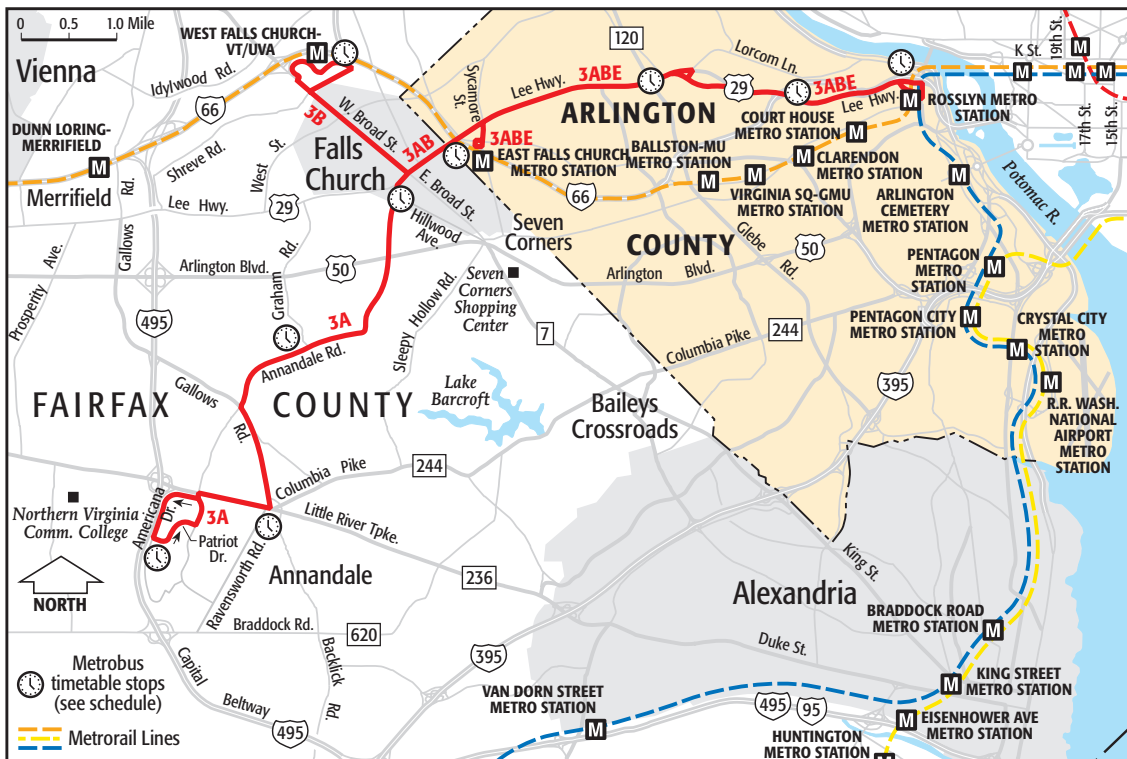 0 0.5 1.0 Mile
WEST FALLS CHURCH-
VT/UVA
M
Vienna
Idylwood Rd.
66
3B
W. Broad St.
DUNN LORING-
MERRIFIELD
M
Merrifield
Shreve Rd.
West St.
Lee Hwy.
29
Falls
Church
3AB
E. Broad St.
Hillwood
Ave.
Sycamore
St.
Lee Hwy.
3ABE
3ABE
M
EAST FALLS CHURCH
METRO STATION
120
Lorcom Ln.
29
3ABE
Lee Hwy.
ARLINGTON
COUNTY
M
ROSSLYN METRO
STATION
K St.
19th St.
17th St.
15th St.
M
M
M
COURT HOUSE
METRO STATION
M
CLARENDON
METRO STATION
M
BALLSTON-MU
METRO STATION
M
VIRGINIA SQ-GMU
METRO STATION
M
66
ARLINGTON
CEMETERY
METRO STATION
M
Potomac R.
Glebe
Rd.
50
Arlington Blvd.
PENTAGON
METRO
STATION
M
PENTAGON CITY
METRO STATION
M
CRYSTAL CITY
METRO
STATION
M
M
R.R. WASH.
NATIONAL
AIRPORT
METRO
STATION
Seven
Corners
Seven
Corners
Shopping
Center
7
Columbia Pike
244
395
Prosperity Ave.
Gallows Rd.
Arlington Blvd.
50
495
Graham Rd.
3A
Annandale Rd.
Sleepy Hollow Rd.
Gallows
Rd.
FAIRFAX COUNTY
Lake
Barcroft
Baileys
Crossroads
Columbia Pike
244
Northern Virginia
Comm. College
Americana
Dr.
3A
Patriot
Dr.
Little River Tpke.
236
Ravensworth Rd.
Annandale
Braddock Rd.
620
Backlick
Rd.
395
NORTH
Capital
Beltway
495
Metrobus
timetable stops
(see schedule)
Metrorail Lines
King St.
Alexandria
Duke St.
BRADDOCK ROAD
METRO STATION
M
KING STREET
METRO STATION
M
EISENHOWER AVE
METRO STATION
M
VAN DORN STREET
METRO STATION
M
495
95
HUNTINGTON
METRO STATION
M